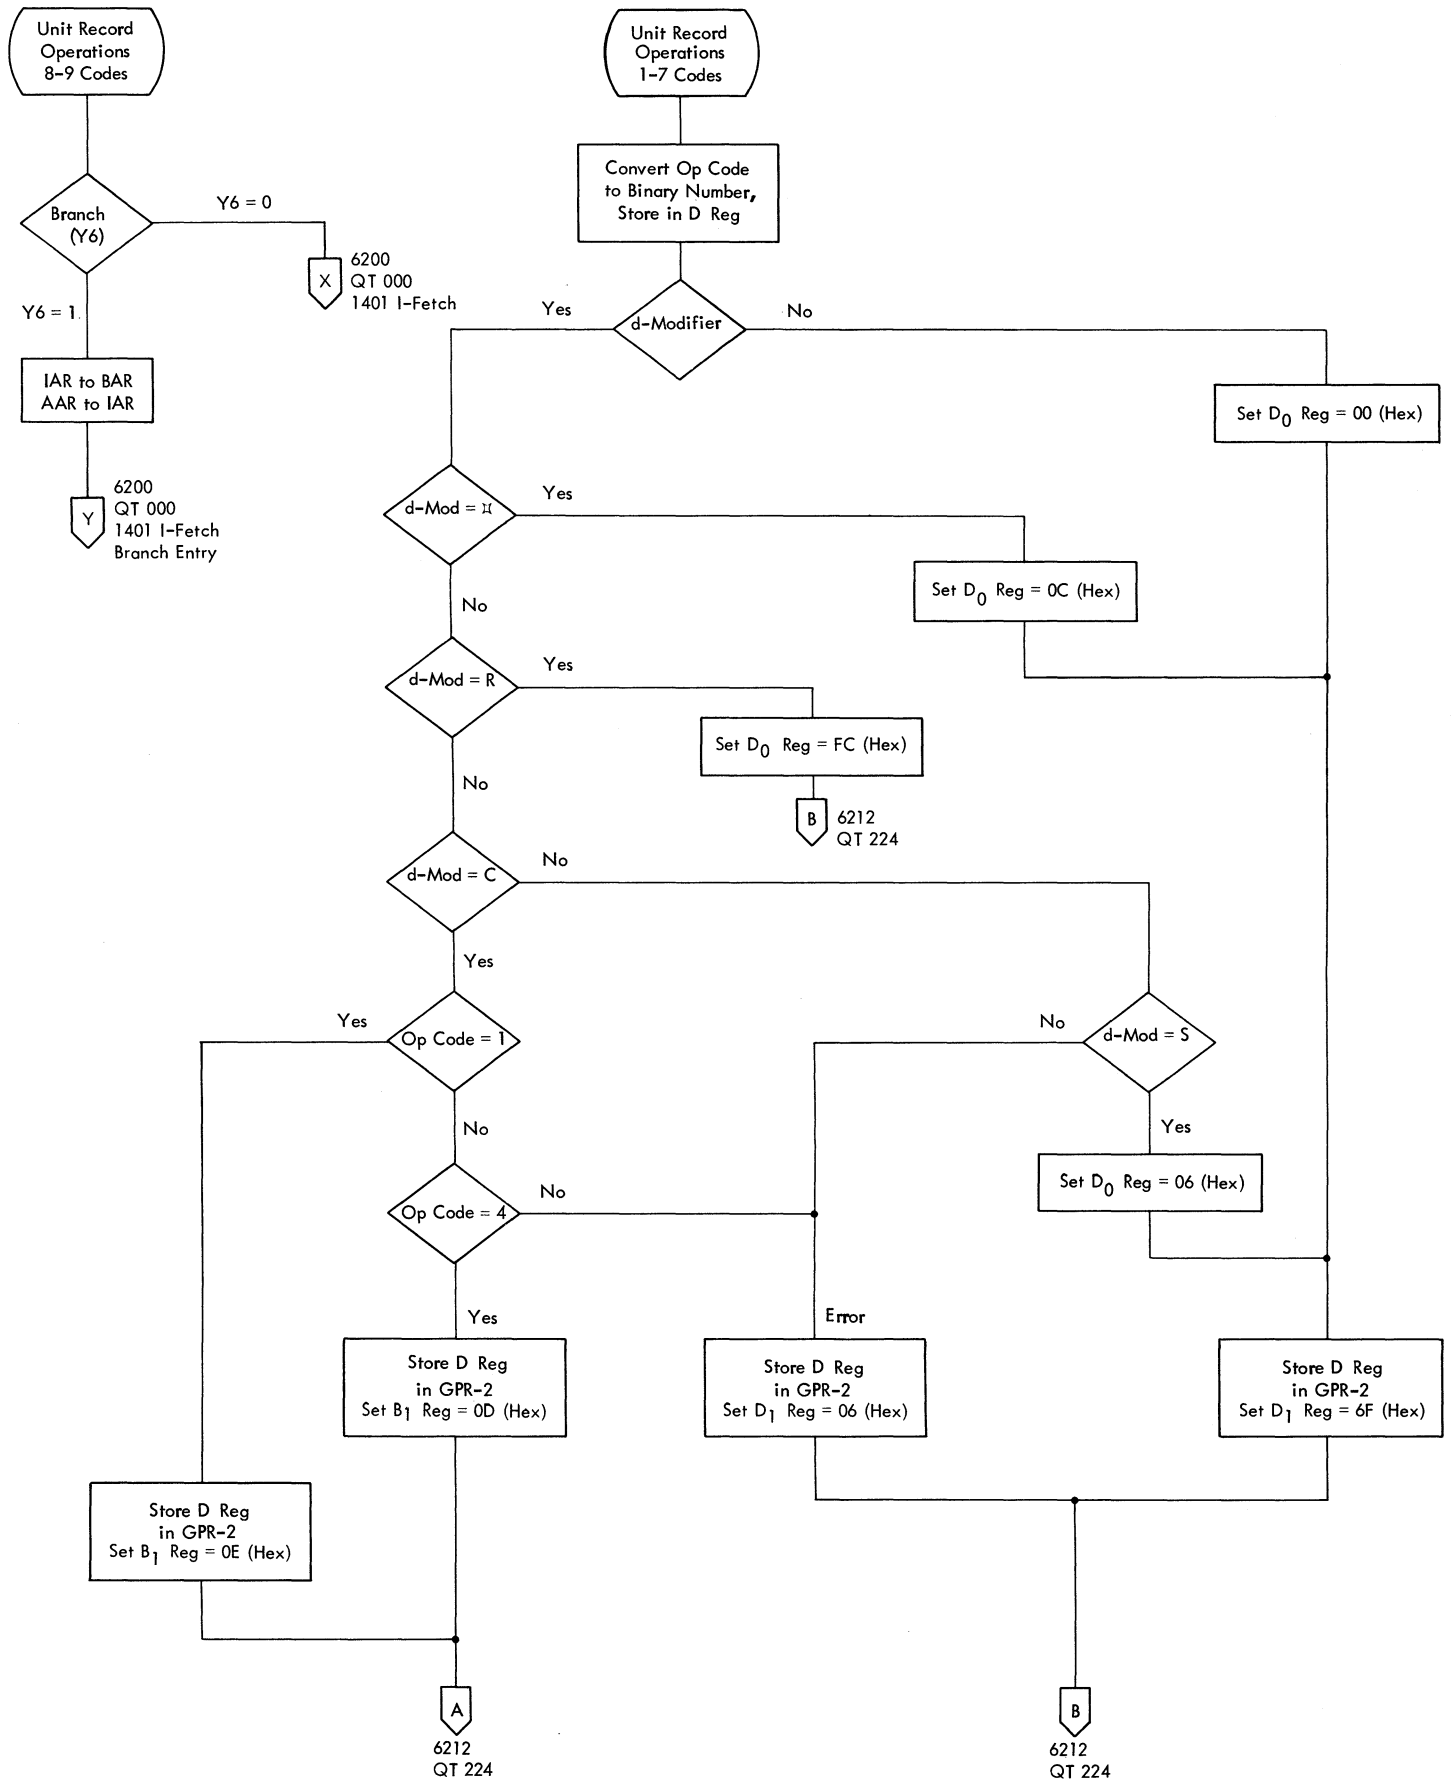 Unit Record
Operations
8-9 Codes
Branch
(Y6)
Y6 = 0
X
6200
QT 000
1401 I-Fetch
Y6 = 1
IAR to BAR
AAR to IAR
Y
6200
QT 000
1401 I-Fetch
Branch Entry
Unit Record
Operations
1-7 Codes
Convert Op Code
to Binary Number,
Store in D Reg
d-Modifier
Yes
No
Set D0 Reg = 00 (Hex)
d-Mod = ⌑
Yes
Set D0 Reg = 0C (Hex)
No
d-Mod = R
Yes
Set D0 Reg = FC (Hex)
B
6212
QT 224
No
d-Mod = C
No
Yes
Op Code = 1
Yes
No
d-Mod = S
No
Yes
Set D0 Reg = 06 (Hex)
Op Code = 4
No
Yes
Error
Store D Reg
in GPR-2
Set B1 Reg = 0D (Hex)
Store D Reg
in GPR-2
Set D1 Reg = 06 (Hex)
Store D Reg
in GPR-2
Set D1 Reg = 6F (Hex)
Store D Reg
in GPR-2
Set B1 Reg = 0E (Hex)
A
6212
QT 224
B
6212
QT 224